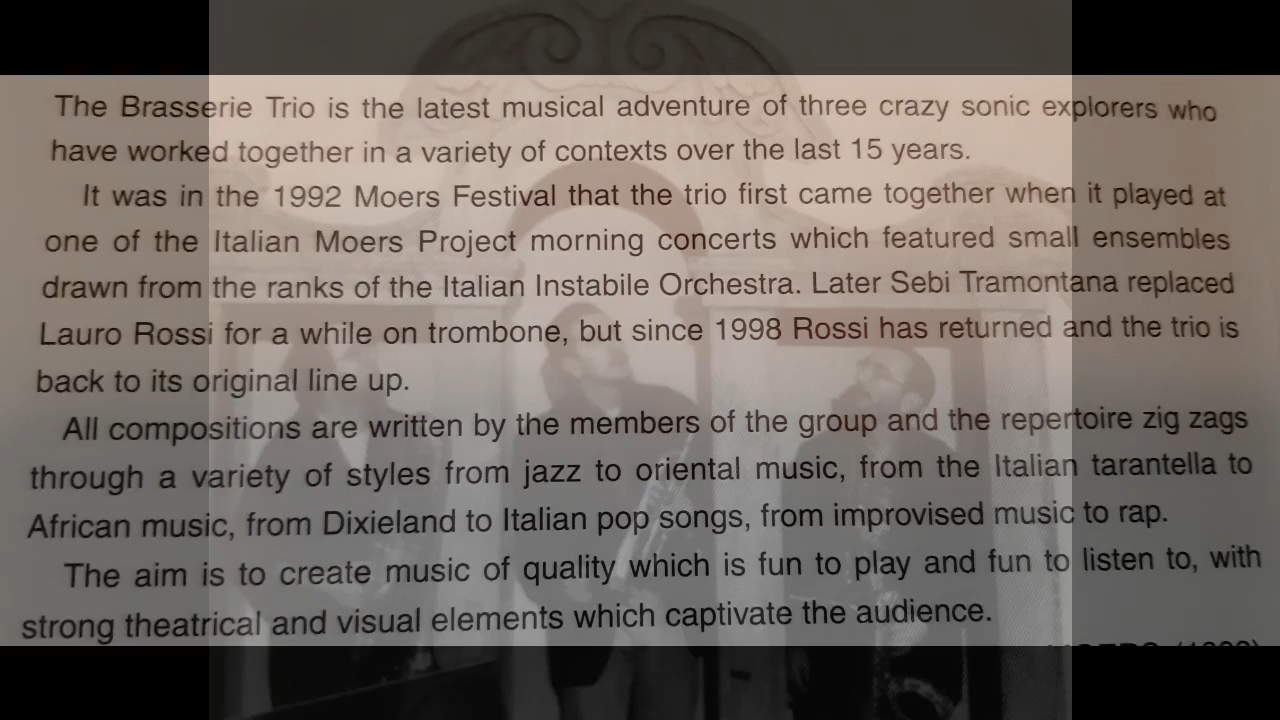 The Brasserie Trio is the latest musical adventure of three crazy sonic explorers who
have worked together in a variety of contexts over the last 15 years.
It was in the 1992 Moers Festival that the trio first came together when it played at
one of the Italian Moers Project morning concerts which featured small ensembles
drawn from the ranks of the Italian Instabile Orchestra. Later Sebi Tramontana replaced
Lauro Rossi for a while on trombone, but since 1998 Rossi has returned and the trio is
back to its original line up.
All compositions are written by the members of the group and the repertoire zig zags
through a variety of styles from jazz to oriental music, from the Italian tarantella to
African music, from Dixieland to Italian pop songs, from improvised music to rap.
The aim is to create music of quality which is fun to play and fun to listen to, with
strong theatrical and visual elements which captivate the audience.